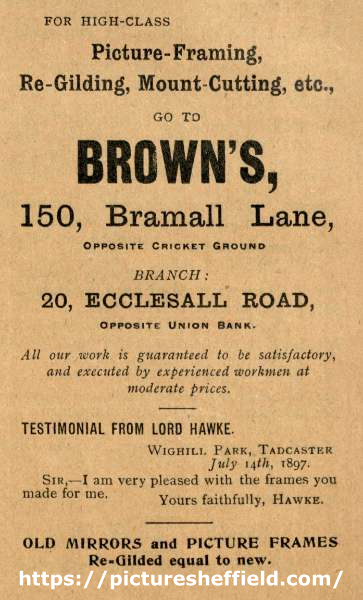 FOR HIGH-CLASS
Picture-Framing,
Re-Gilding, Mount-Cutting, etc.,
GO TO
BROWN'S,
150, Bramall Lane,
OPPOSITE CRICKET GROUND
BRANCH:
20, ECCLESALL ROAD,
OPPOSITE UNION BANK.
All our work is guaranteed to be satisfactory,
and executed by experienced workmen at
moderate prices.
TESTIMONIAL FROM LORD HAWKE.
WIGHILL PARK, TADCASTER
July 14th, 1897.
SIR,—I am very pleased with the frames you
made for me. Yours faithfully, HAWKE.
OLD MIRRORS and PICTURE FRAMES
Re-Gilded equal to new.
https://picturesheffield.com/